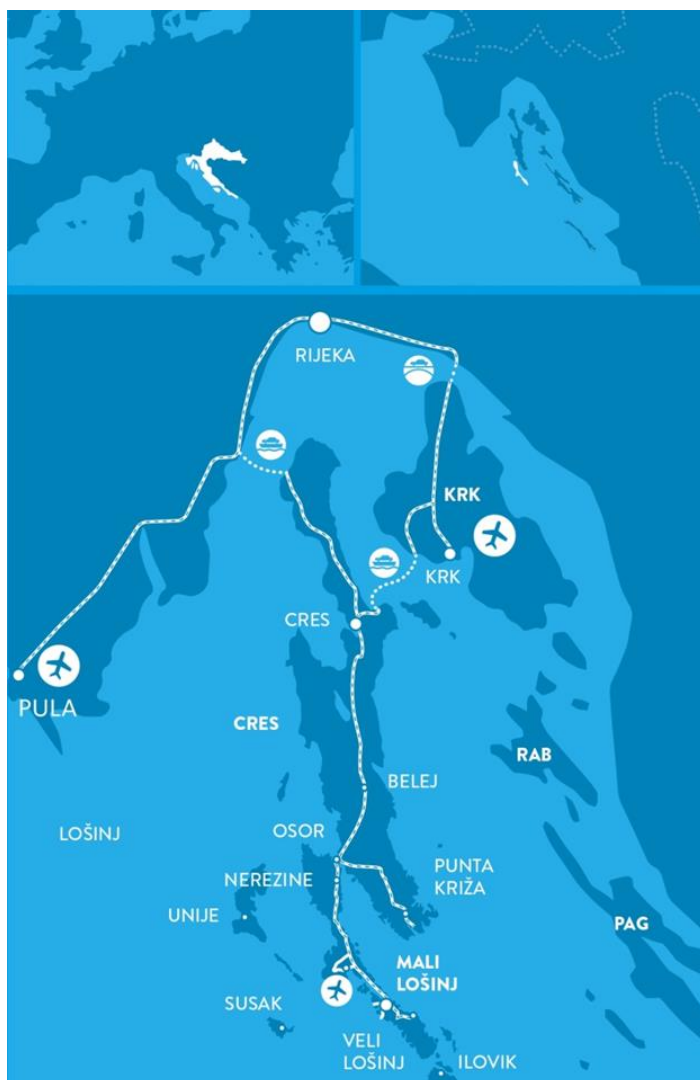 RIJEKA
KRK
KRK
CRES
PULA
CRES
RAB
BELEJ
LOŠINJ
OSOR
NEREZINE
PUNTA
KRIŽA
UNIJE
PAG
MALI
LOŠINJ
SUSAK
VELI
LOŠINJ
ILOVIK